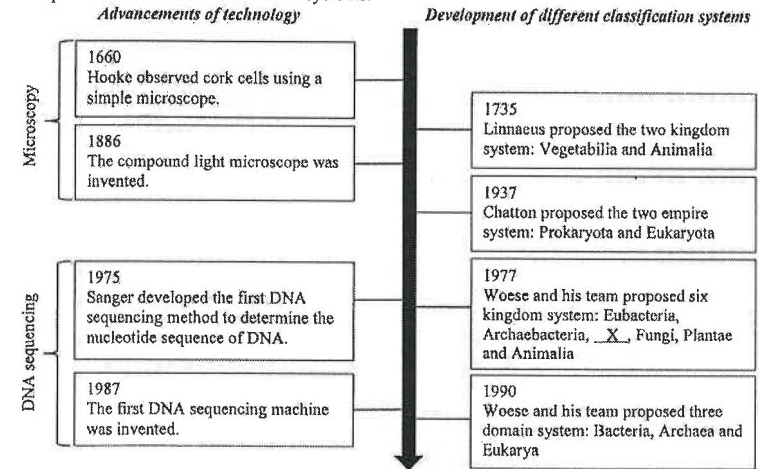 Advancements of technology
Development of different classification systems
Microscopy
1660
Hooke observed cork cells using a
simple microscope.
1886
The compound light microscope was
invented.
1735
Linnaeus proposed the two kingdom
system: Vegetabilia and Animalia
1937
Chatton proposed the two empire
system: Prokaryota and Eukaryota
DNA sequencing
1975
Sanger developed the first DNA
sequencing method to determine the
nucleotide sequence of DNA.
1987
The first DNA sequencing machine
was invented.
1977
Woese and his team proposed six
kingdom system: Eubacteria,
Archaebacteria, X , Fungi, Plantae
and Animalia
1990
Woese and his team proposed three
domain system: Bacteria, Archaea and
Eukarya